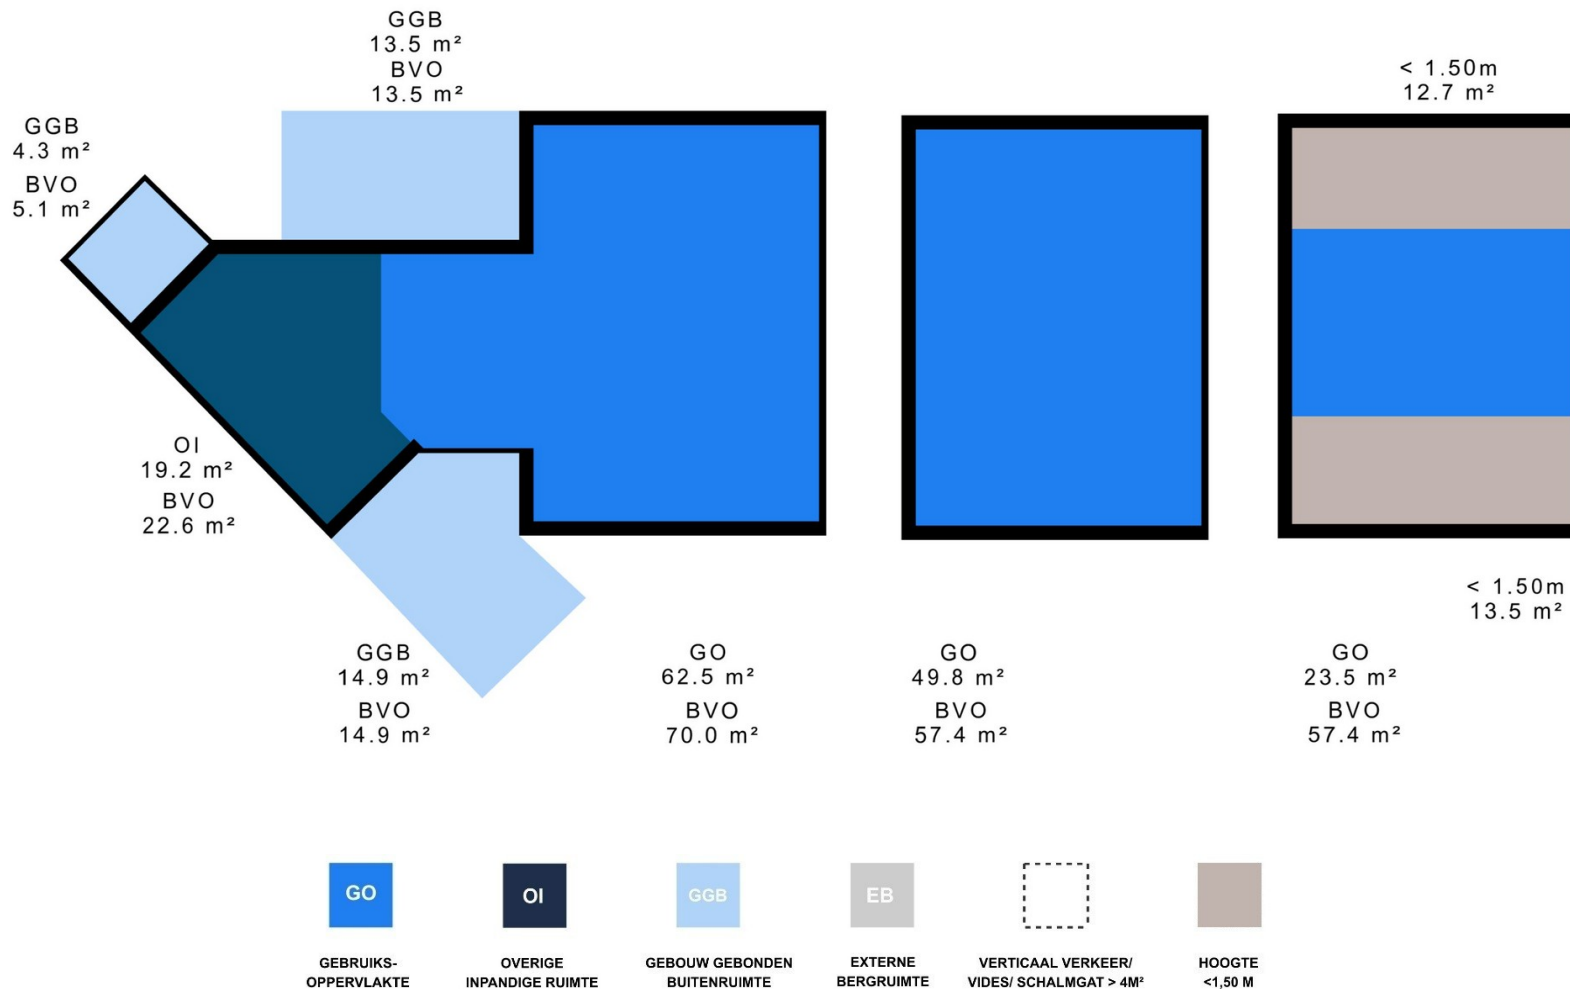 GGB
13.5 m²
BVO
13.5 m²
GGB
4.3 m²
BVO
5.1 m²
< 1.50m
12.7 m²
OI
19.2 m²
BVO
22.6 m²
< 1.50m
13.5 m²
GGB
14.9 m²
BVO
14.9 m²
GO
62.5 m²
BVO
70.0 m²
GO
49.8 m²
BVO
57.4 m²
GO
23.5 m²
BVO
57.4 m²
GO
OI
GGB
EB
GEBRUIKS-
OPPERVLAKTE
OVERIGE
INPANDIGE RUIMTE
GEBOUW GEBONDEN
BUITENRUIMTE
EXTERNE
BERGRUIMTE
VERTICAAL VERKEER/
VIDES/ SCHALMGAT > 4M²
HOOGTE
<1,50 M